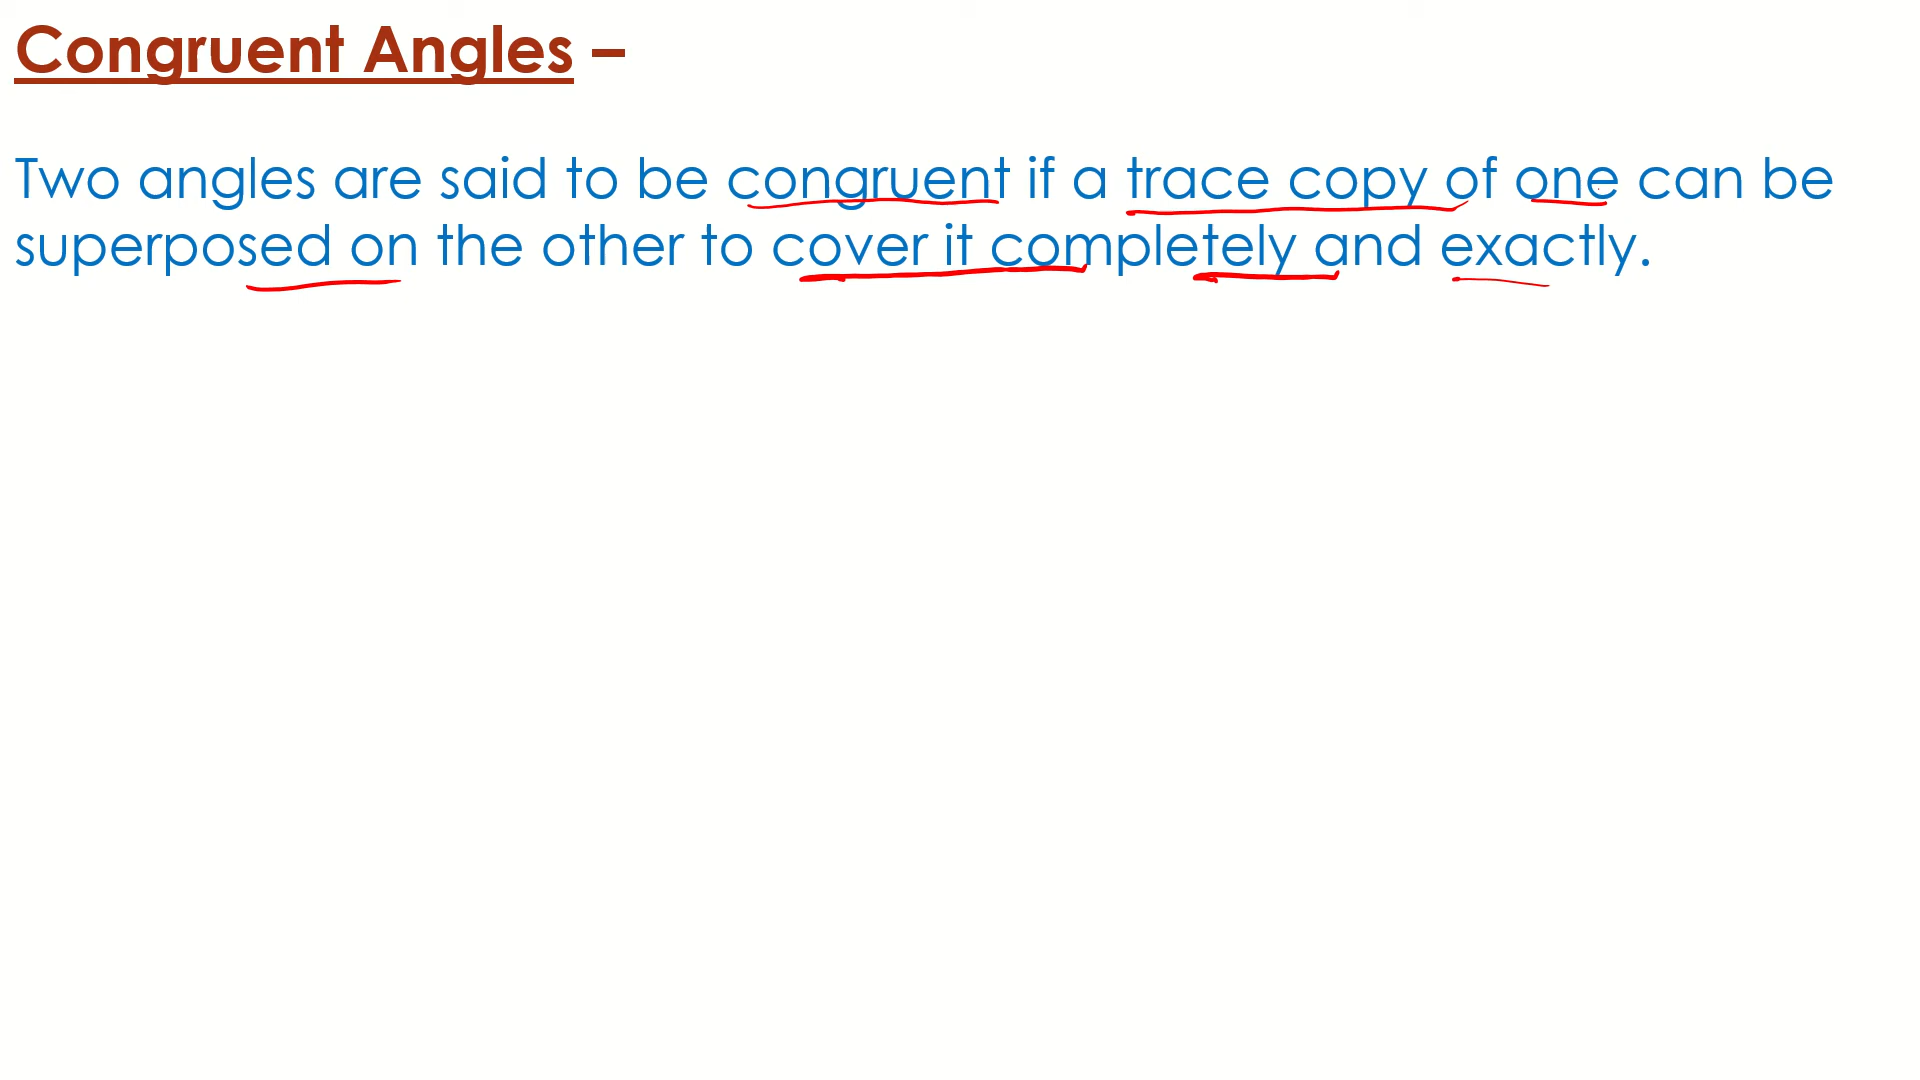 Congruent Angles –
Two angles are said to be congruent if a trace copy of one can be
superposed on the other to cover it completely and exactly.